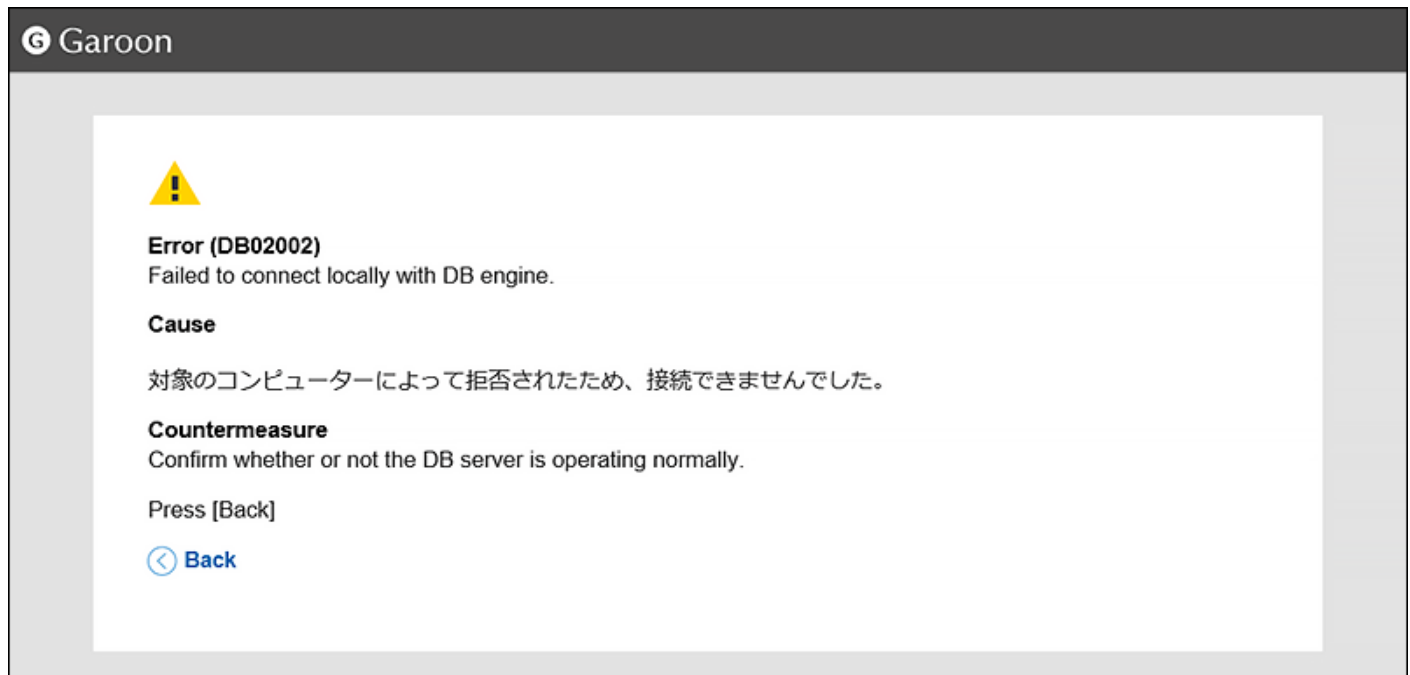 G Garoon
Error (DB02002)
Failed to connect locally with DB engine.
Cause
対象のコンピューターによって拒否されたため、接続できませんでした。
Countermeasure
Confirm whether or not the DB server is operating normally.
Press [Back]
Back